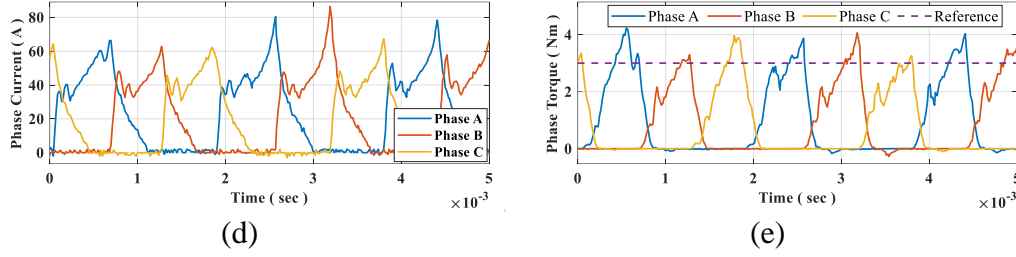 Phase Current ( A )
80
60
40
20
0
Phase A
Phase B
Phase C
0 1 2 3 4 5
Time ( sec )
×10⁻³
(d)
Phase A Phase B Phase C Reference
Phase Torque ( Nm )
4
2
0
0 1 2 3 4 5
Time ( sec )
×10⁻³
(e)